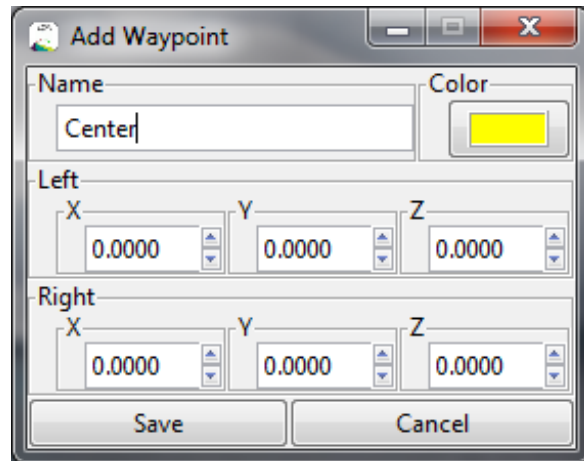 Add Waypoint
Name Color
Center
Left
X Y Z
0.0000 0.0000 0.0000
Right
X Y Z
0.0000 0.0000 0.0000
Save Cancel